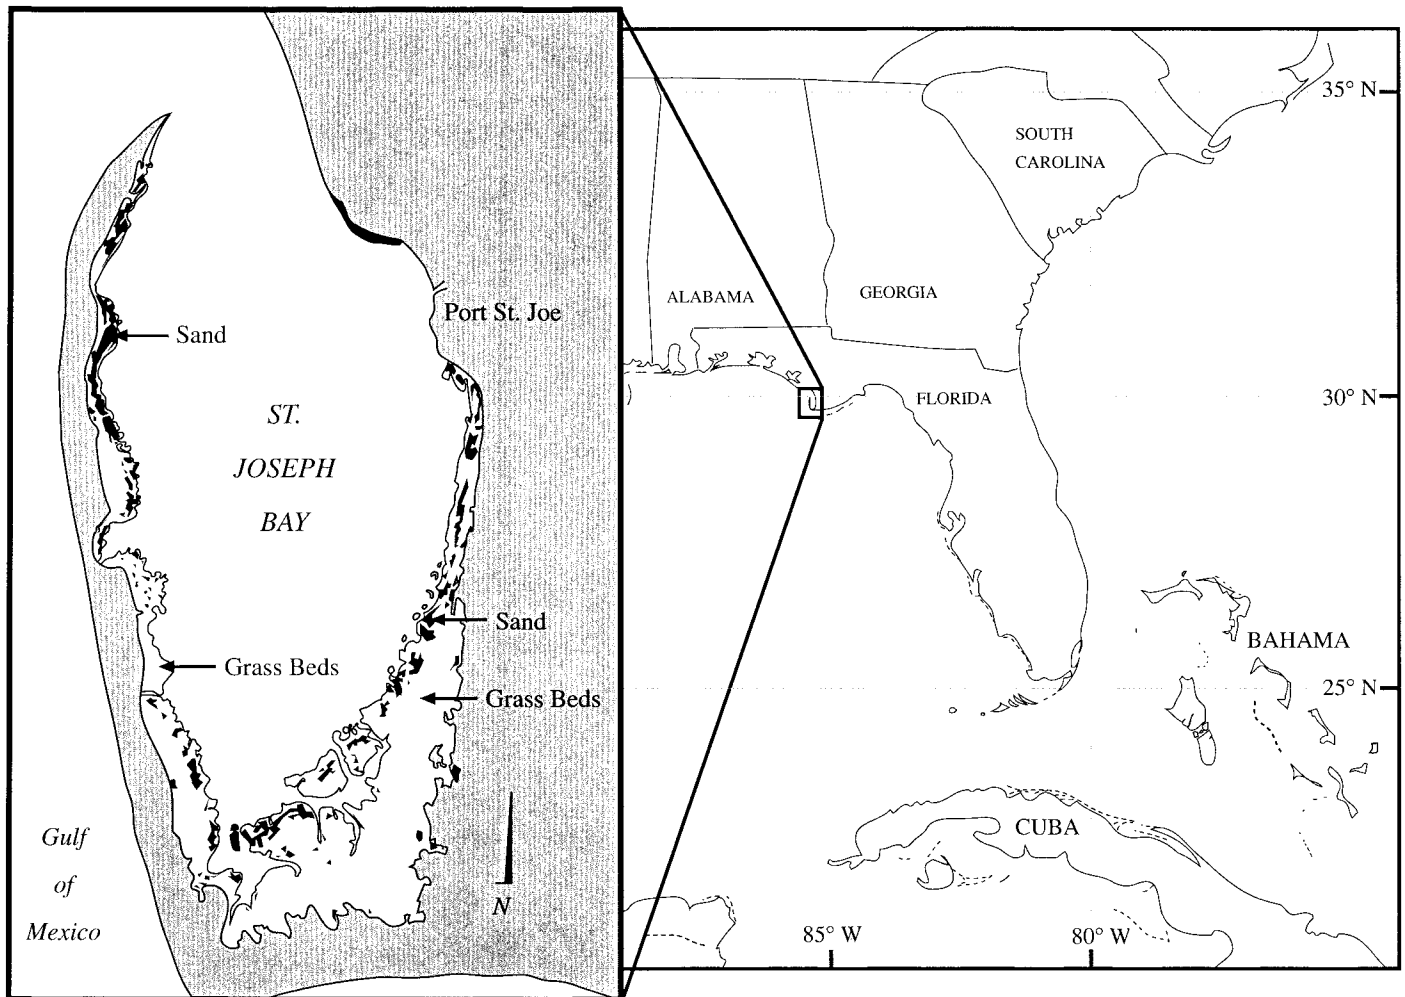 Port St. Joe
Sand
ST.
JOSEPH
BAY
Sand
Grass Beds
Grass Beds
Gulf
of
Mexico
N
35° N
SOUTH
CAROLINA
ALABAMA
GEORGIA
FLORIDA
30° N
BAHAMA
25° N
CUBA
85° W
80° W